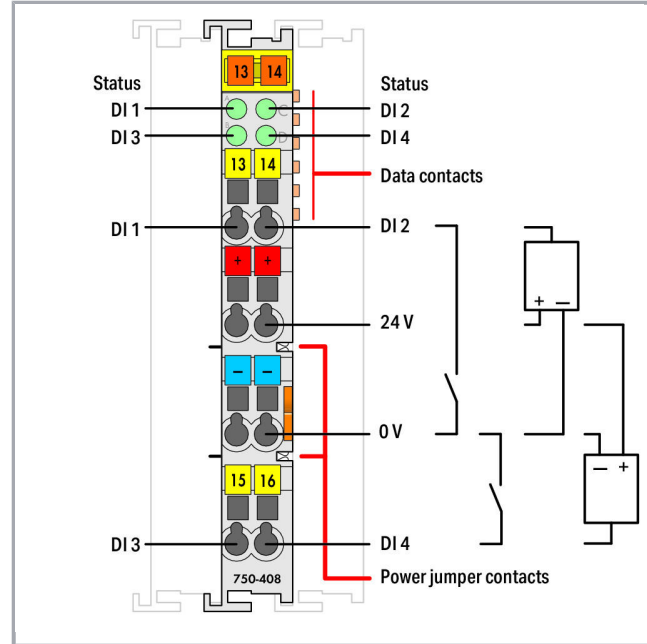 13 14
Status Status
A C
DI 1 DI 2
B D
DI 3 DI 4
13 14
Data contacts
DI 1 DI 2
+ +
+ −
24 V
− −
0 V
− +
15 16
DI 3 DI 4
750-408
Power jumper contacts